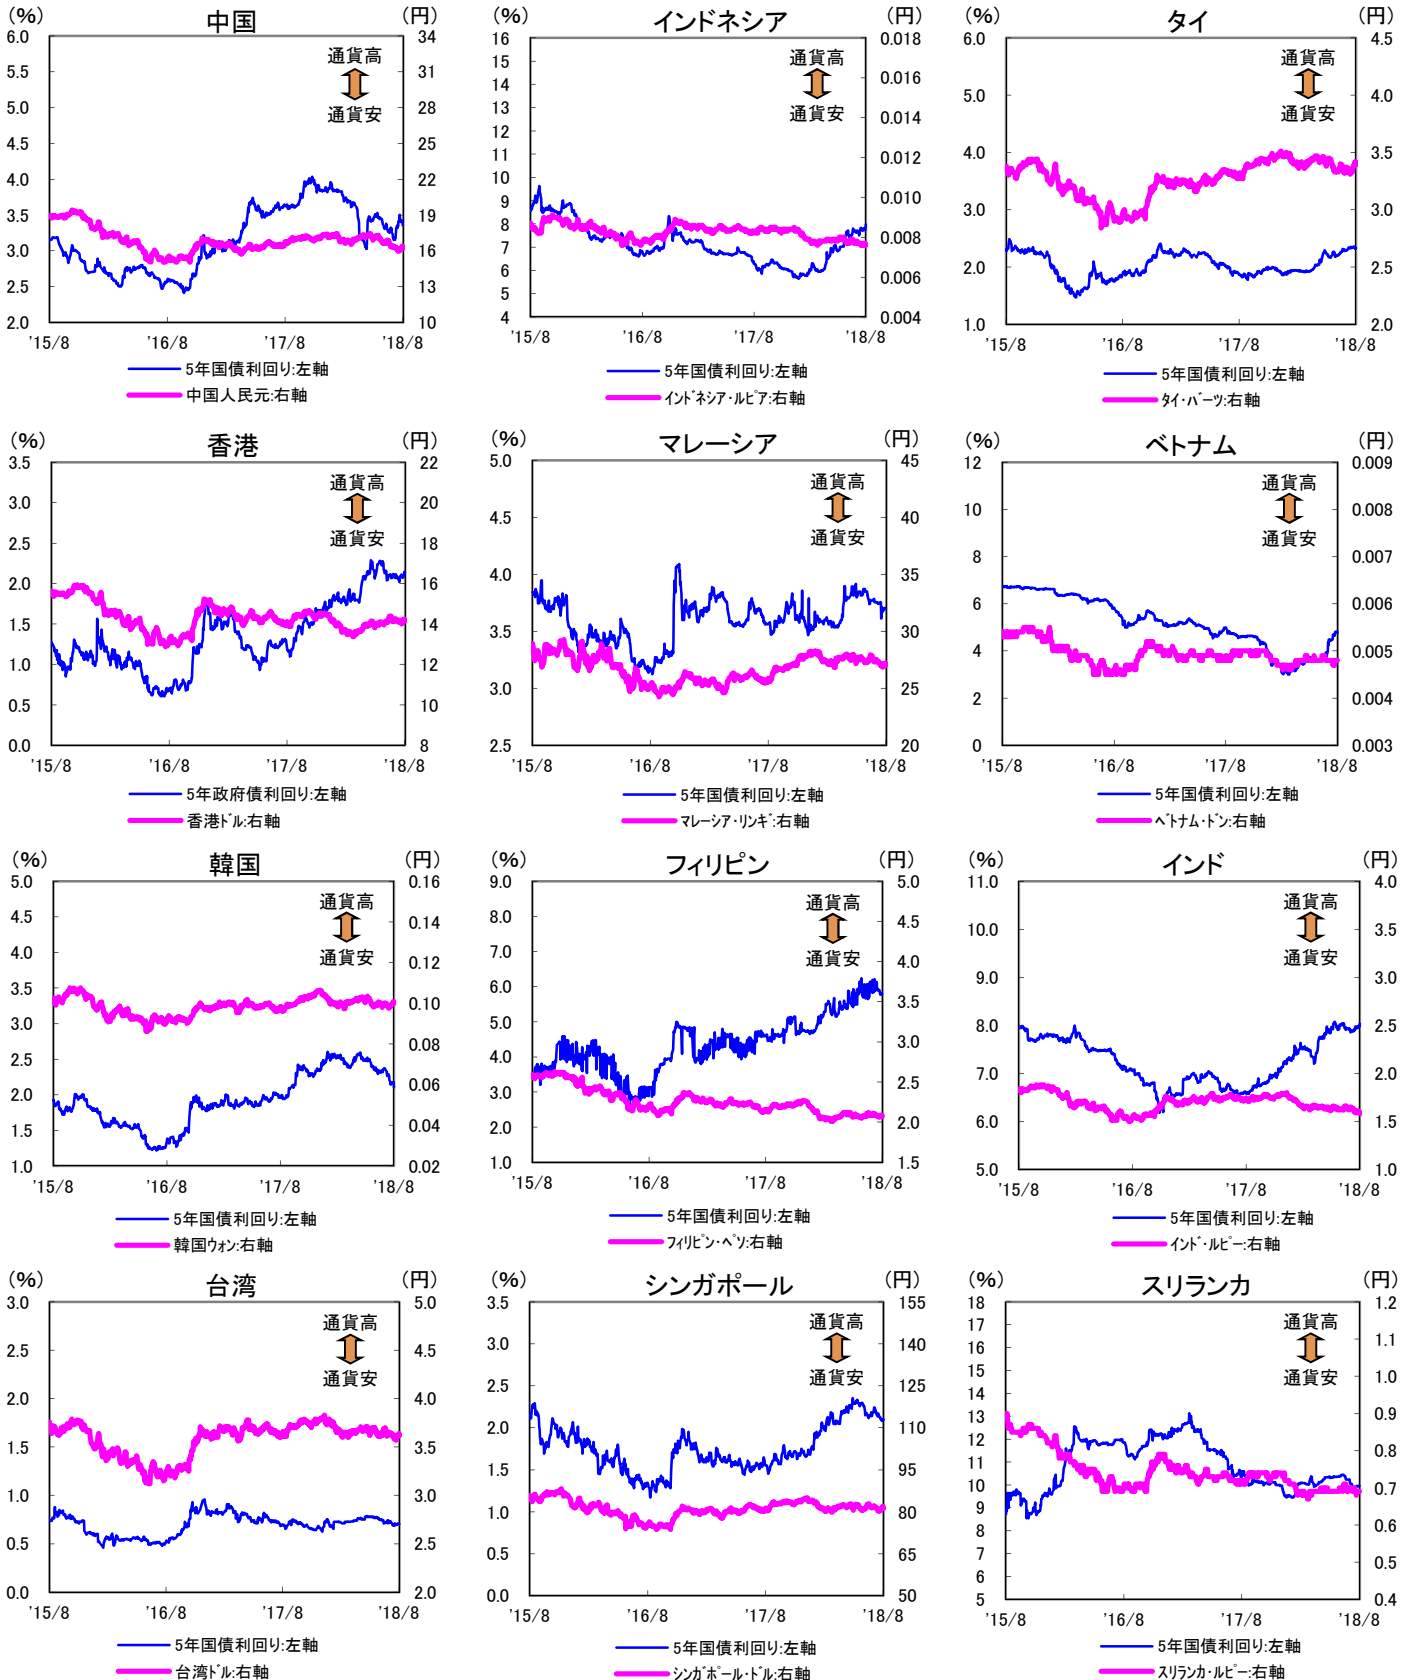 (%) 中国 (円)
6.0 5.5 5.0 4.5 4.0 3.5 3.0 2.5 2.0
34 31 28 25 22 19 16 13 10
通貨高
通貨安
'15/8 '16/8 '17/8 '18/8
5年国債利回り:左軸
中国人民元:右軸
(%) インドネシア (円)
16 15 14 13 12 11 10 9 8 7 6 5 4
0.018 0.016 0.014 0.012 0.010 0.008 0.006 0.004
通貨高
通貨安
'15/8 '16/8 '17/8 '18/8
5年国債利回り:左軸
インドネシア・ルピア:右軸
(%) タイ (円)
6.0 5.0 4.0 3.0 2.0 1.0
4.5 4.0 3.5 3.0 2.5 2.0
通貨高
通貨安
'15/8 '16/8 '17/8 '18/8
5年国債利回り:左軸
タイ・バーツ:右軸
(%) 香港 (円)
3.5 3.0 2.5 2.0 1.5 1.0 0.5 0.0
22 20 18 16 14 12 10 8
通貨高
通貨安
'15/8 '16/8 '17/8 '18/8
5年政府債利回り:左軸
香港ドル:右軸
(%) マレーシア (円)
5.0 4.5 4.0 3.5 3.0 2.5
45 40 35 30 25 20
通貨高
通貨安
'15/8 '16/8 '17/8 '18/8
5年国債利回り:左軸
マレーシア・リンギ:右軸
(%) ベトナム (円)
12 10 8 6 4 2 0
0.009 0.008 0.007 0.006 0.005 0.004 0.003
通貨高
通貨安
'15/8 '16/8 '17/8 '18/8
5年国債利回り:左軸
ベトナム・ドン:右軸
(%) 韓国 (円)
5.0 4.5 4.0 3.5 3.0 2.5 2.0 1.5 1.0
0.16 0.14 0.12 0.10 0.08 0.06 0.04 0.02
通貨高
通貨安
'15/8 '16/8 '17/8 '18/8
5年国債利回り:左軸
韓国ウォン:右軸
(%) フィリピン (円)
9.0 8.0 7.0 6.0 5.0 4.0 3.0 2.0 1.0
5.0 4.5 4.0 3.5 3.0 2.5 2.0 1.5
通貨高
通貨安
'15/8 '16/8 '17/8 '18/8
5年国債利回り:左軸
フィリピン・ペソ:右軸
(%) インド (円)
11.0 10.0 9.0 8.0 7.0 6.0 5.0
4.0 3.5 3.0 2.5 2.0 1.5 1.0
通貨高
通貨安
'15/8 '16/8 '17/8 '18/8
5年国債利回り:左軸
インド・ルピー:右軸
(%) 台湾 (円)
3.0 2.5 2.0 1.5 1.0 0.5 0.0
5.0 4.5 4.0 3.5 3.0 2.5 2.0
通貨高
通貨安
'15/8 '16/8 '17/8 '18/8
5年国債利回り:左軸
台湾ドル:右軸
(%) シンガポール (円)
3.5 3.0 2.5 2.0 1.5 1.0 0.5 0.0
155 140 125 110 95 80 65 50
通貨高
通貨安
'15/8 '16/8 '17/8 '18/8
5年国債利回り:左軸
シンガポール・ドル:右軸
(%) スリランカ (円)
18 17 16 15 14 13 12 11 10 9 8 7 6 5
1.2 1.1 1.0 0.9 0.8 0.7 0.6 0.5 0.4
通貨高
通貨安
'15/8 '16/8 '17/8 '18/8
5年国債利回り:左軸
スリランカ・ルピー:右軸